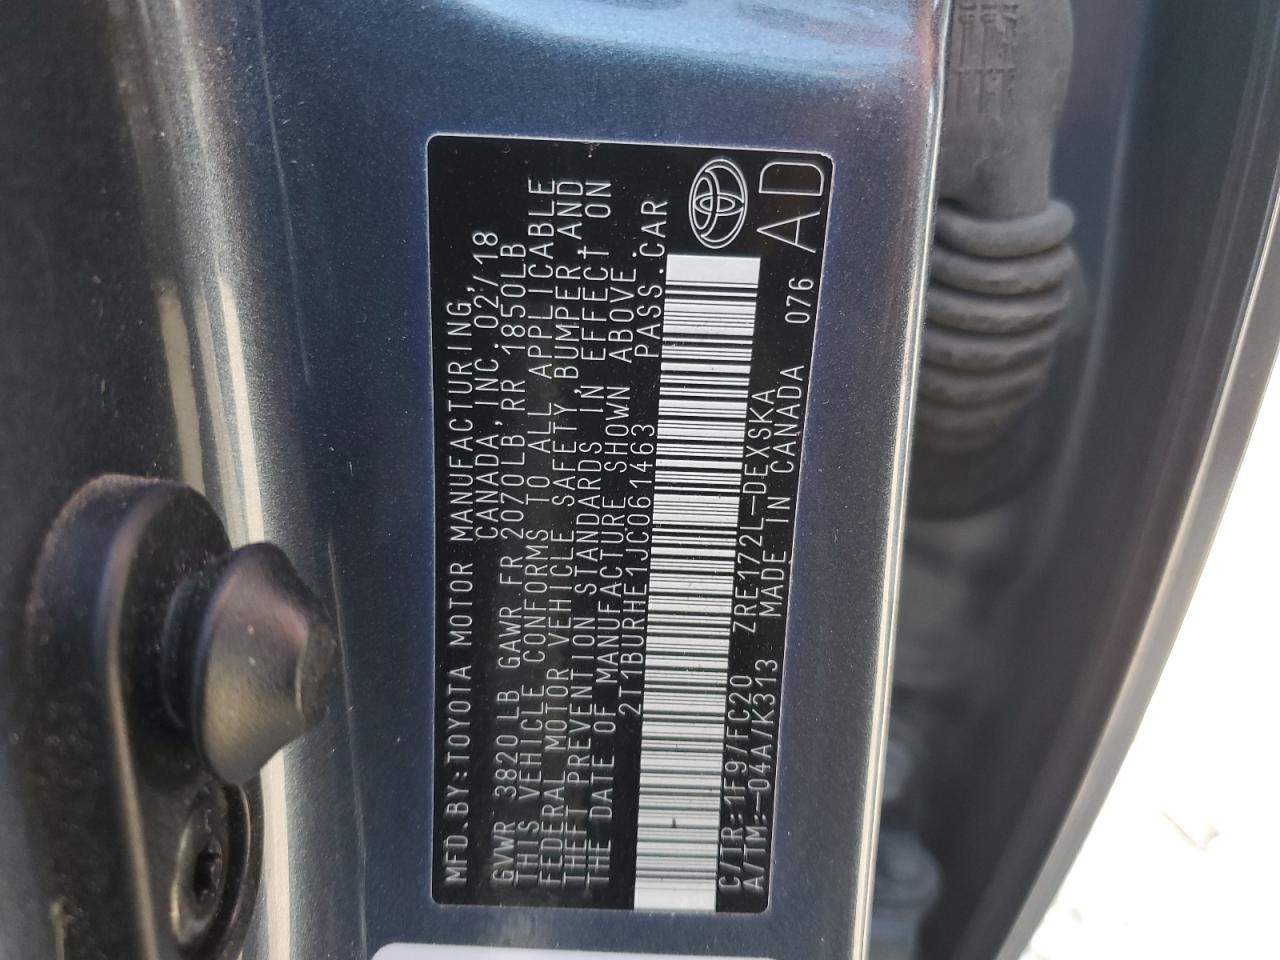 MFD.BY:TOYOTA MOTOR MANUFACTURING,
CANADA,INC. 02/18
GVWR 3820LB GAWR FR 2070LB RR 1850LB
THIS VEHICLE CONFORMS TO ALL APPLICABLE
FEDERAL MOTOR VEHICLE SAFETY,BUMPER,AND
THEFT PREVENTION STANDARDS IN EFFECT ON
THE DATE OF MANUFACTURE SHOWN ABOVE.
2T1BURHE1JC061463 PASS.CAR
C/TR:1F9/FC20 ZRE172L-DEXSKA
A/TM:-04A/K313 MADE IN CANADA 076
AD